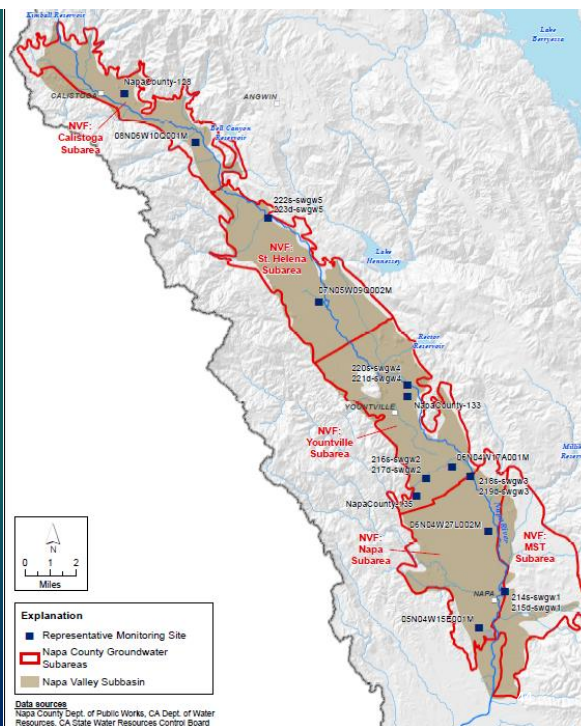 Kimball Reservoir
Lake
Berryessa
NapaCounty-128
CALISTOGA
ANGWIN
NVF:
Calistoga
Subarea
Bell Canyon
Reservoir
08N06W10Q001M
222s-swgw5
223d-swgw5
NVF:
St. Helena
Subarea
Lake
Hennessey
07N05W09Q002M
Rector
Reservoir
220s-swgw4
221d-swgw4
NapaCounty-133
YOUNTVILLE
NVF:
Yountville
Subarea
06N04W17A001M
216s-swgw2
217d-swgw2
218s-swgw3
219d-swgw3
NapaCounty-135
Napa River
06N04W27L002M
NVF:
Napa
Subarea
NVF:
MST
Subarea
NAPA
214s-swgw1
215d-swgw1
05N04W15E001M
N
0 1 2
Miles
Explanation
Representative Monitoring Site
Napa County Groundwater
Subareas
Napa Valley Subbasin
Data sources
Napa County Dept. of Public Works, CA Dept. of Water
Resources, CA State Water Resources Control Board